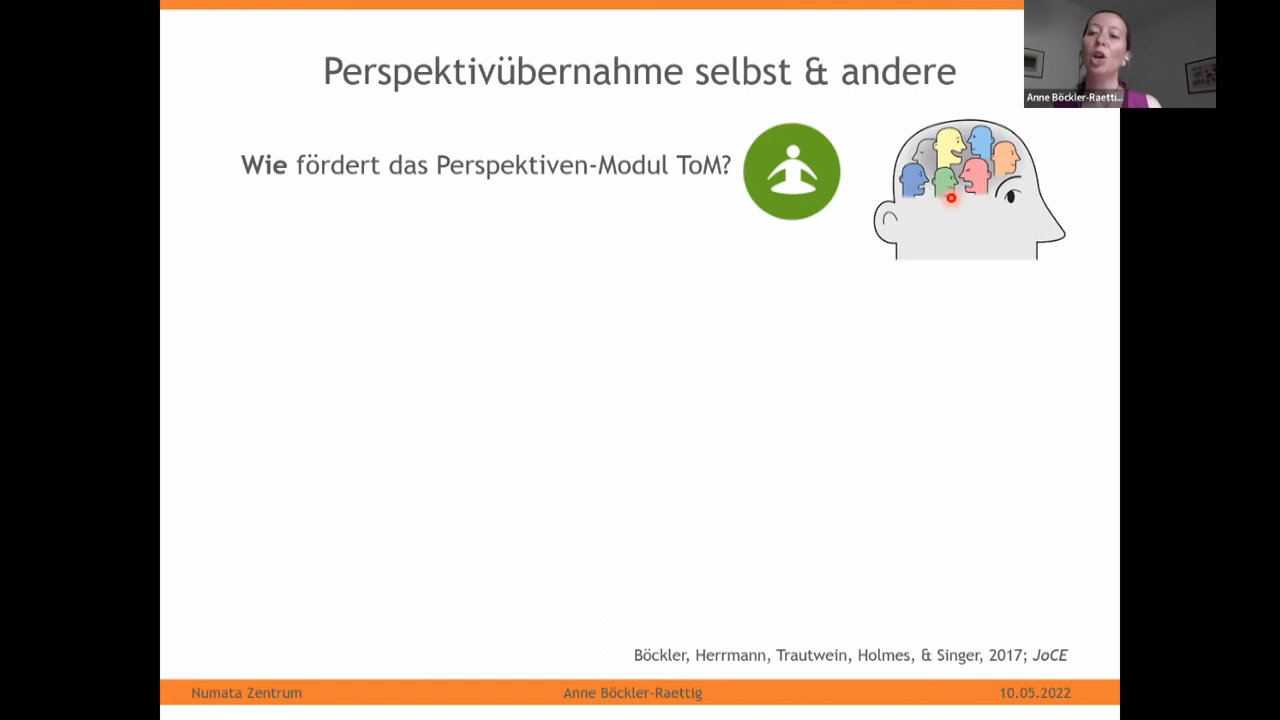 Perspektivübernahme selbst & andere
Anne Böckler-Raetti...
Wie fördert das Perspektiven-Modul ToM?
Böckler, Herrmann, Trautwein, Holmes, & Singer, 2017; JoCE
Numata Zentrum
Anne Böckler-Raettig
10.05.2022